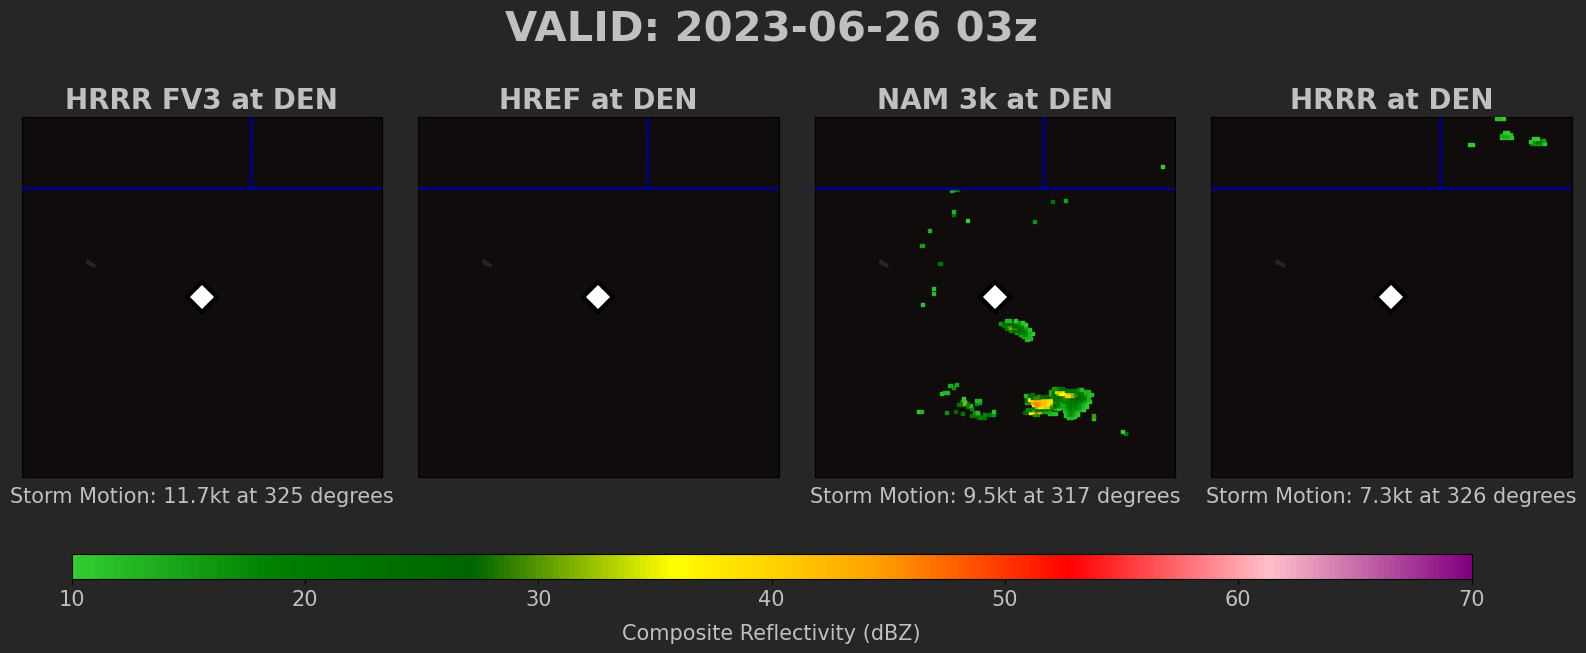 VALID: 2023-06-26 03z
HRRR FV3 at DEN
HREF at DEN
NAM 3k at DEN
HRRR at DEN
Storm Motion: 11.7kt at 325 degrees
Storm Motion: 9.5kt at 317 degrees
Storm Motion: 7.3kt at 326 degrees
10 20 30 40 50 60 70
Composite Reflectivity (dBZ)